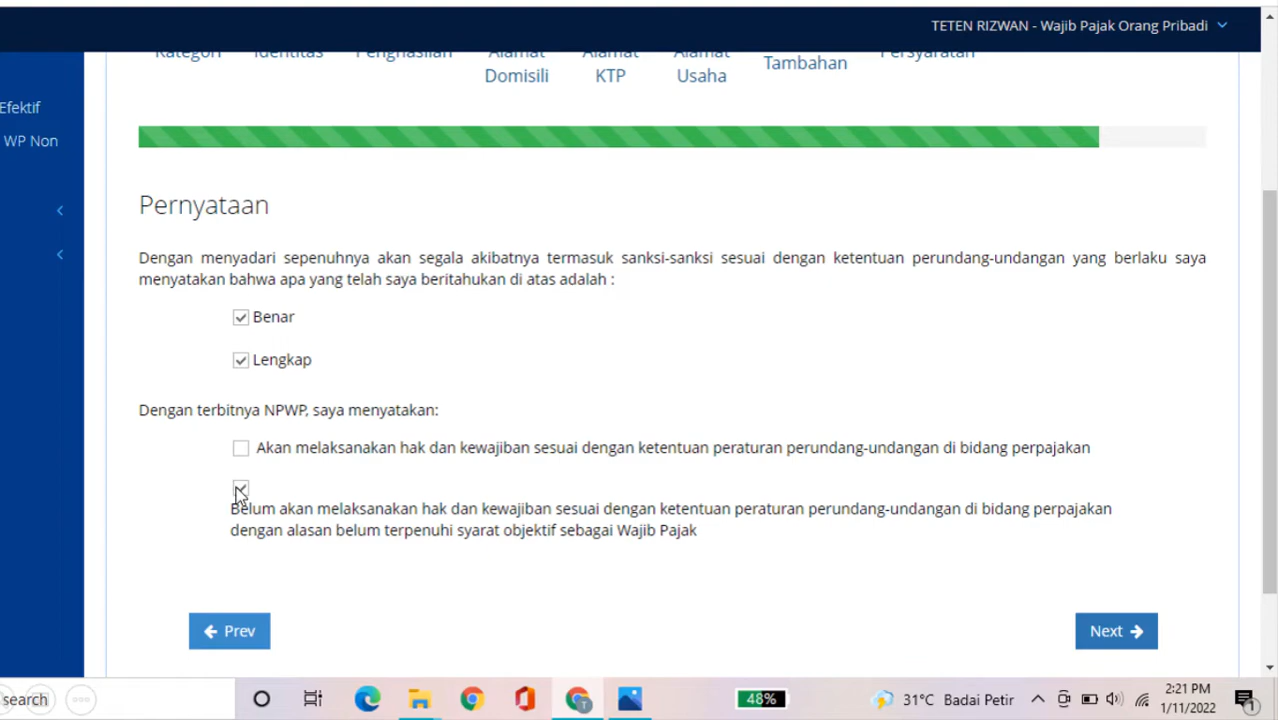 TETEN RIZWAN - Wajib Pajak Orang Pribadi
Kategori Identitas Penghasilan Alamat Alamat Alamat Persyaratan
Domisili KTP Usaha Tambahan
Efektif
WP Non
Pernyataan
Dengan menyadari sepenuhnya akan segala akibatnya termasuk sanksi-sanksi sesuai dengan ketentuan perundang-undangan yang berlaku saya
menyatakan bahwa apa yang telah saya beritahukan di atas adalah :
Benar
Lengkap
Dengan terbitnya NPWP, saya menyatakan:
Akan melaksanakan hak dan kewajiban sesuai dengan ketentuan peraturan perundang-undangan di bidang perpajakan
Belum akan melaksanakan hak dan kewajiban sesuai dengan ketentuan peraturan perundang-undangan di bidang perpajakan
dengan alasan belum terpenuhi syarat objektif sebagai Wajib Pajak
Prev
Next
search
48%
31°C Badai Petir
2:21 PM
1/11/2022
1